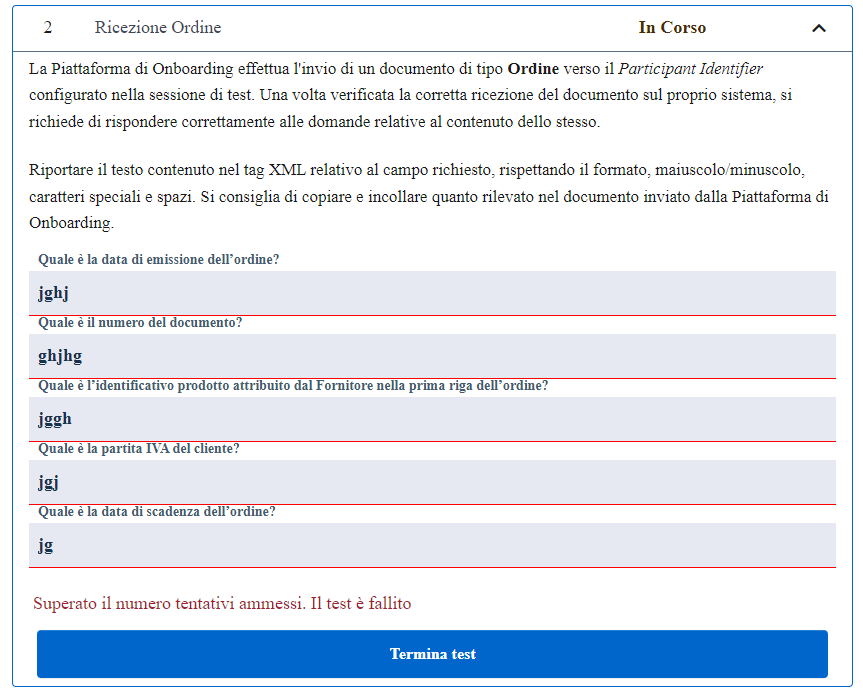 2 Ricezione Ordine In Corso
La Piattaforma di Onboarding effettua l'invio di un documento di tipo Ordine verso il Participant Identifier
configurato nella sessione di test. Una volta verificata la corretta ricezione del documento sul proprio sistema, si
richiede di rispondere correttamente alle domande relative al contenuto dello stesso.
Riportare il testo contenuto nel tag XML relativo al campo richiesto, rispettando il formato, maiuscolo/minuscolo,
caratteri speciali e spazi. Si consiglia di copiare e incollare quanto rilevato nel documento inviato dalla Piattaforma di
Onboarding.
Quale è la data di emissione dell’ordine?
jghj
Quale è il numero del documento?
ghjhg
Quale è l’identificativo prodotto attribuito dal Fornitore nella prima riga dell’ordine?
jggh
Quale è la partita IVA del cliente?
jgj
Quale è la data di scadenza dell’ordine?
jg
Superato il numero tentativi ammessi. Il test è fallito
Termina test